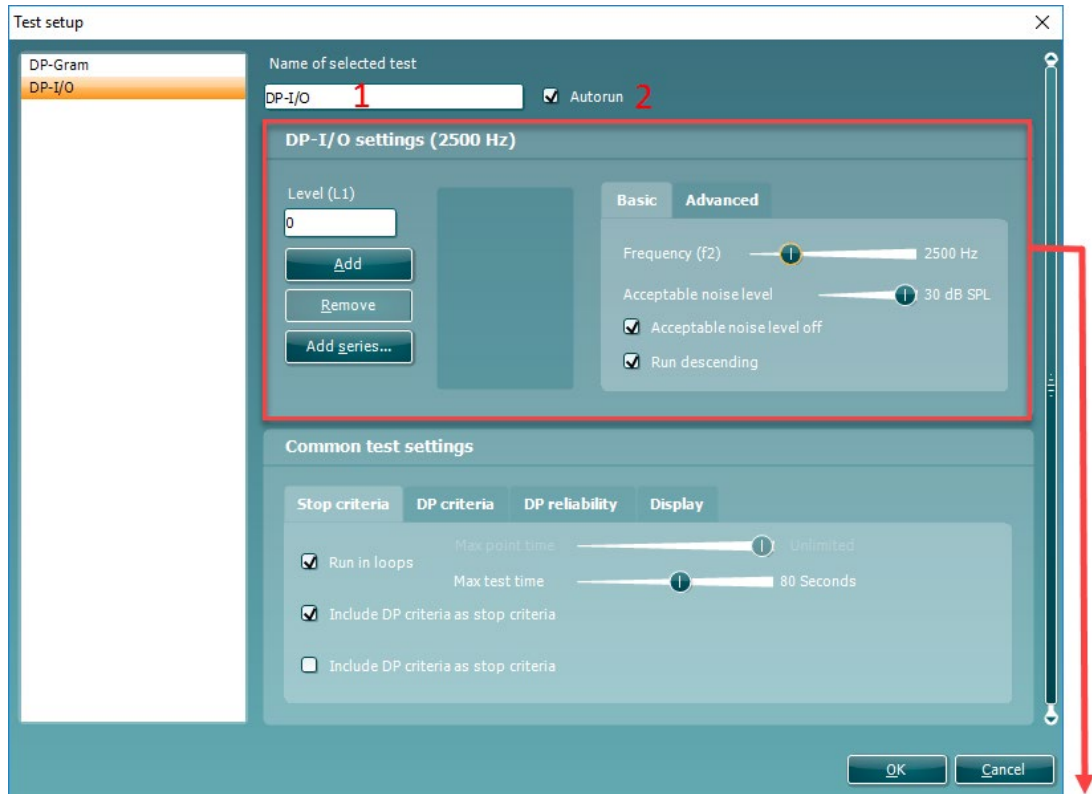 Test setup
DP-Gram
DP-I/O
Name of selected test
DP-I/O 1
Autorun 2
DP-I/O settings (2500 Hz)
Level (L1)
0
Add
Remove
Add series...
Basic Advanced
Frequency (f2) 2500 Hz
Acceptable noise level 30 dB SPL
Acceptable noise level off
Run descending
Common test settings
Stop criteria DP criteria DP reliability Display
Max point time Unlimited
Run in loops
Max test time 80 Seconds
Include DP criteria as stop criteria
Include DP criteria as stop criteria
OK Cancel